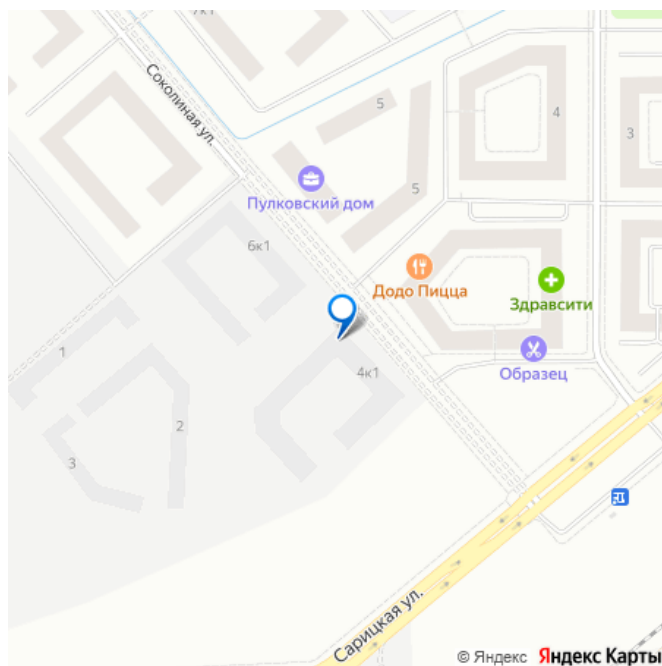 7к1
Соколиная ул.
5
4
3
5
Пулковский дом
6к1
Додо Пицца
Здравсити
1
4к1
Образец
2
3
Сарицкая ул.
© Яндекс Яндекс Карты